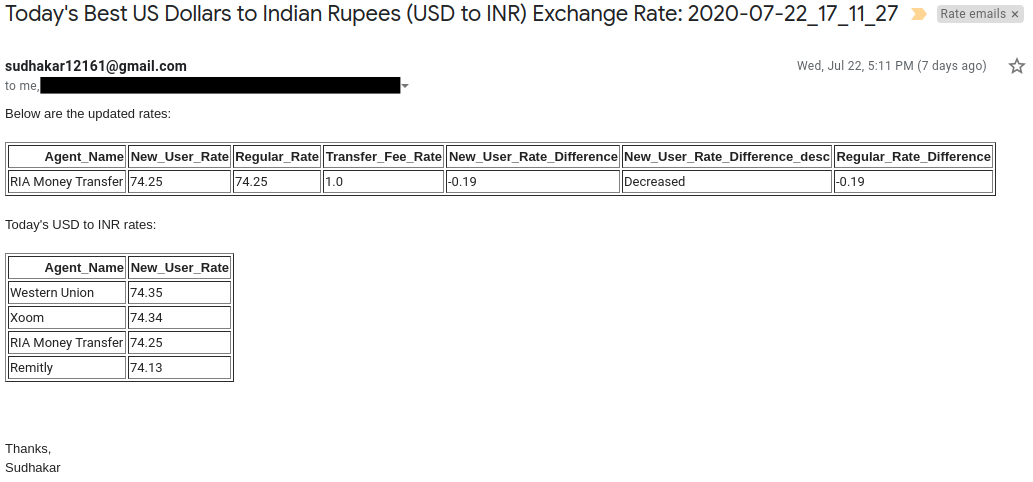 Today's Best US Dollars to Indian Rupees (USD to INR) Exchange Rate: 2020-07-22_17_11_27 Rate emails ×
sudhakar12161@gmail.com Wed, Jul 22, 5:11 PM (7 days ago)
to me,
Below are the updated rates:
Agent_Name New_User_Rate Regular_Rate Transfer_Fee_Rate New_User_Rate_Difference New_User_Rate_Difference_desc Regular_Rate_Difference
RIA Money Transfer 74.25 74.25 1.0 -0.19 Decreased -0.19
Today's USD to INR rates:
Agent_Name New_User_Rate
Western Union 74.35
Xoom 74.34
RIA Money Transfer 74.25
Remitly 74.13
Thanks,
Sudhakar